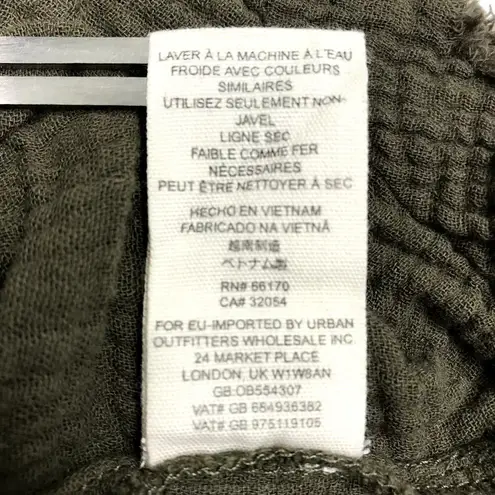 LAVER À LA MACHINE À L'EAU
FROIDE AVEC COULEURS
SIMILAIRES
UTILISEZ SEULEMENT NON-
JAVEL
LIGNE SEC
FAIBLE COMME FER
NÉCESSAIRES
PEUT ÊTRE NETTOYER À SEC
HECHO EN VIETNAM
FABRICADO NA VIETNÃ
越南制造
ベトナム製
RN# 66170
CA# 32054
FOR EU-IMPORTED BY URBAN
OUTFITTERS WHOLESALE INC
24 MARKET PLACE
LONDON, UK W1W8AN
GB:OB554307
VAT# GB 664936382
VAT# GB 975119105